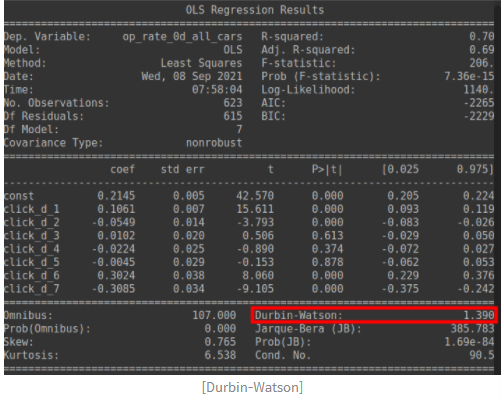 OLS Regression Results
Dep. Variable: op_rate_0d_all_cars R-squared: 0.70
Model: OLS Adj. R-squared: 0.69
Method: Least Squares F-statistic: 206.
Date: Wed, 08 Sep 2021 Prob (F-statistic): 7.36e-15
Time: 07:58:04 Log-Likelihood: 1140.
No. Observations: 623 AIC: -2265
Df Residuals: 615 BIC: -2229
Df Model: 7
Covariance Type: nonrobust
coef std err t P>|t| [0.025 0.975]
const 0.2145 0.005 42.570 0.000 0.205 0.224
click_d_1 0.1061 0.007 15.611 0.000 0.093 0.119
click_d_2 -0.0549 0.014 -3.793 0.000 -0.083 -0.026
click_d_3 0.0102 0.020 0.506 0.613 -0.029 0.050
click_d_4 -0.0224 0.025 -0.890 0.374 -0.072 0.027
click_d_5 -0.0045 0.029 -0.153 0.878 -0.062 0.053
click_d_6 0.3024 0.038 8.060 0.000 0.229 0.376
click_d_7 -0.3085 0.034 -9.105 0.000 -0.375 -0.242
Omnibus: 107.000 Durbin-Watson: 1.390
Prob(Omnibus): 0.000 Jarque-Bera (JB): 385.783
Skew: 0.765 Prob(JB): 1.69e-84
Kurtosis: 6.538 Cond. No. 90.5
[Durbin-Watson]